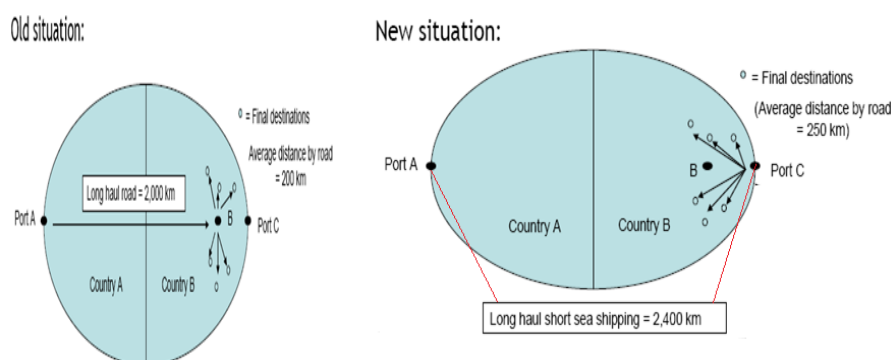 Old situation:
= Final destinations
Average distance by road
= 200 km
Long haul road = 2,000 km
Port A
B
Port C
Country A
Country B
New situation:
= Final destinations
(Average distance by road
= 250 km)
Port A
B
Port C
Country A
Country B
Long haul short sea shipping = 2,400 km